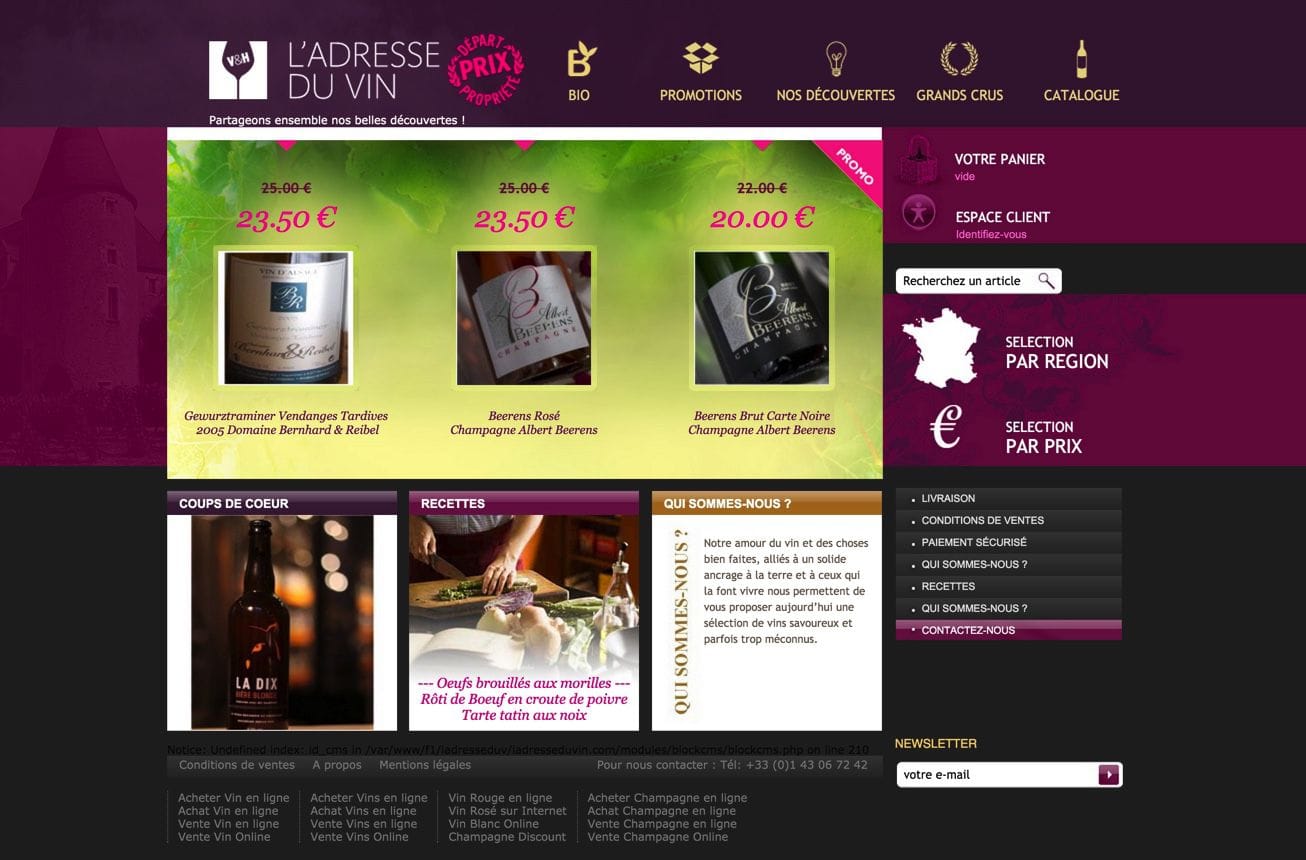 V&H
L'ADRESSE
DU VIN
DÉPART
PRIX
PROPRIÉTÉ
Partageons ensemble nos belles découvertes !
BIO
PROMOTIONS
NOS DÉCOUVERTES
GRANDS CRUS
CATALOGUE
PROMO
25.00 €
23.50 €
25.00 €
23.50 €
22.00 €
20.00 €
VIN D'ALSACE
BR
Gewurztraminer
Bernhard & Reibel
B
Albert
BEERENS
CHAMPAGNE
B
Albert
BEERENS
CHAMPAGNE
Gewurztraminer Vendanges Tardives
2005 Domaine Bernhard & Reibel
Beerens Rosé
Champagne Albert Beerens
Beerens Brut Carte Noire
Champagne Albert Beerens
VOTRE PANIER
vide
ESPACE CLIENT
Identifiez-vous
Recherchez un article
SELECTION
PAR REGION
€
SELECTION
PAR PRIX
COUPS DE COEUR
LA DIX
BIÈRE BLONDE
RECETTES
--- Oeufs brouillés aux morilles ---
Rôti de Boeuf en croute de poivre
Tarte tatin aux noix
QUI SOMMES-NOUS ?
QUI SOMMES-NOUS ?
Notre amour du vin et des choses
bien faites, alliés à un solide
ancrage à la terre et à ceux qui
la font vivre nous permettent de
vous proposer aujourd'hui une
sélection de vins savoureux et
parfois trop méconnus.
LIVRAISON
CONDITIONS DE VENTES
PAIEMENT SÉCURISÉ
QUI SOMMES-NOUS ?
RECETTES
QUI SOMMES-NOUS ?
CONTACTEZ-NOUS
NEWSLETTER
votre e-mail
Notice: Undefined index: id_cms in /var/www/f1/ladresseduv/ladresseduvin.com/modules/blockcms/blockcms.php on line 210
Conditions de ventes A propos Mentions légales Pour nous contacter : Tél: +33 (0)1 43 06 72 42
Acheter Vin en ligne
Achat Vin en ligne
Vente Vin en ligne
Vente Vin Online
Acheter Vins en ligne
Achat Vins en ligne
Vente Vins en ligne
Vente Vins Online
Vin Rouge en ligne
Vin Rosé sur Internet
Vin Blanc Online
Champagne Discount
Acheter Champagne en ligne
Achat Champagne en ligne
Vente Champagne en ligne
Vente Champagne Online